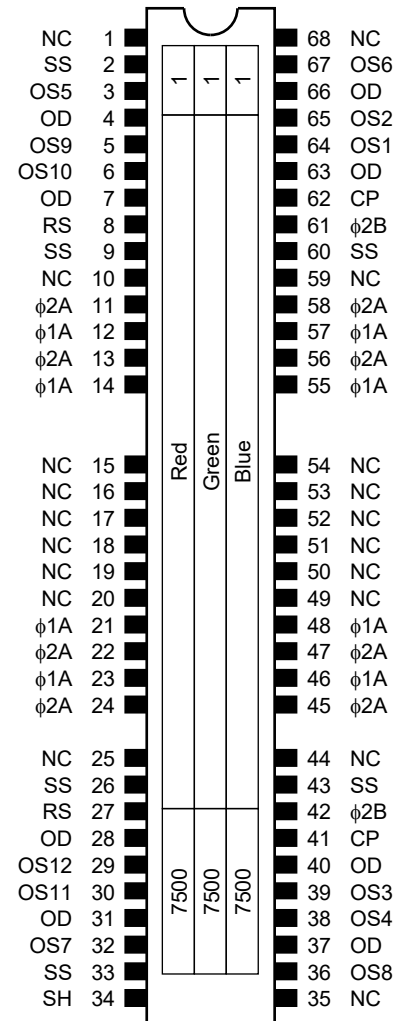 NC 1 68 NC
SS 2 67 OS6
OS5 3 66 OD
OD 4 65 OS2
OS9 5 64 OS1
OS10 6 63 OD
OD 7 62 CP
RS 8 61 ϕ2B
SS 9 60 SS
NC 10 59 NC
ϕ2A 11 58 ϕ2A
ϕ1A 12 57 ϕ1A
ϕ2A 13 56 ϕ2A
ϕ1A 14 55 ϕ1A
NC 15 54 NC
NC 16 53 NC
NC 17 52 NC
NC 18 51 NC
NC 19 50 NC
NC 20 49 NC
ϕ1A 21 48 ϕ1A
ϕ2A 22 47 ϕ2A
ϕ1A 23 46 ϕ1A
ϕ2A 24 45 ϕ2A
NC 25 44 NC
SS 26 43 SS
RS 27 42 ϕ2B
OD 28 41 CP
OS12 29 40 OD
OS11 30 39 OS3
OD 31 38 OS4
OS7 32 37 OD
SS 33 36 OS8
SH 34 35 NC
1 1 1
Red Green Blue
7500 7500 7500